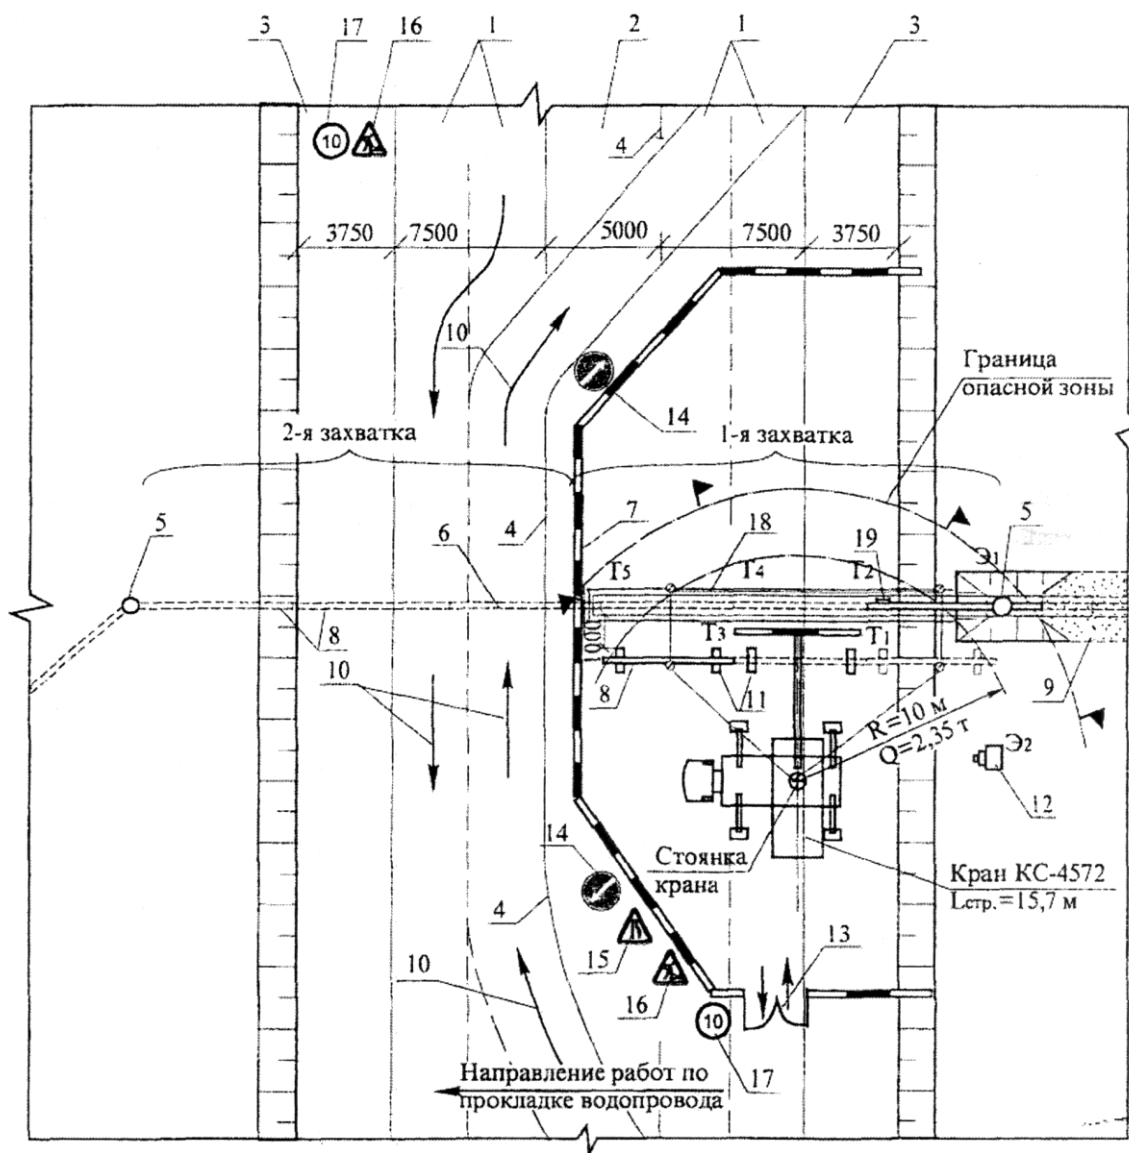 3 17 16 1 2 1 3
10
4
3750 7500 5000 7500 3750
10
Граница
опасной зоны
14
2-я захватка
1-я захватка
5 6 4 7 18 19 5
Э1
Т5 Т4 Т2
8
Т3 Т1
8 11 9
10
R=10 м
Q=2,35 т
Э2
12
14
Стоянка
крана
Кран КС-4572
Lстр.=15,7 м
4
15
13
10
16
10
17
Направление работ по
прокладке водопровода